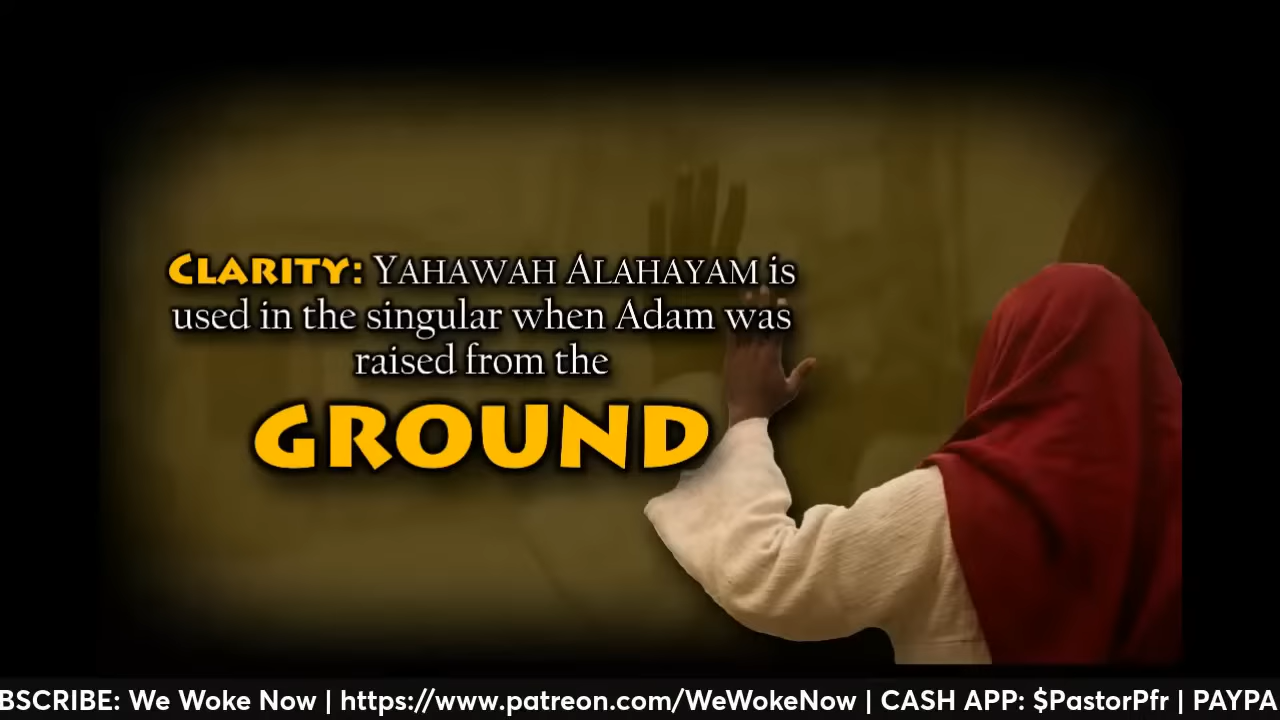 CLARITY: YAHAWAH ALAHAYAM is
used in the singular when Adam was
raised from the
GROUND
BSCRIBE: We Woke Now | https://www.patreon.com/WeWokeNow | CASH APP: $PastorPfr | PAYPA